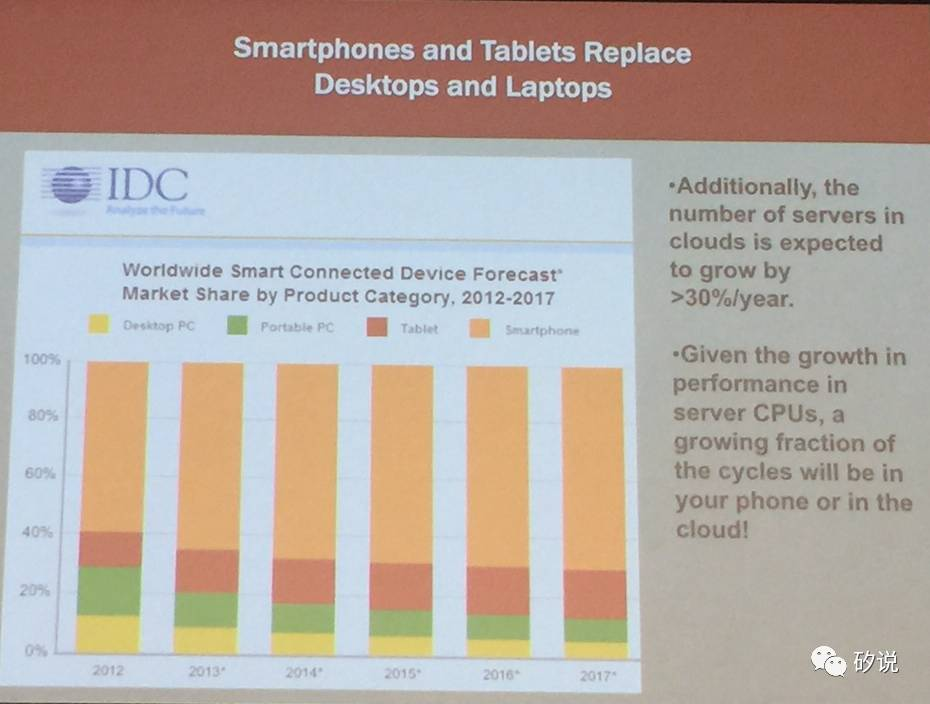 Smartphones and Tablets Replace
Desktops and Laptops
IDC
Analyze the Future
Worldwide Smart Connected Device Forecast*
Market Share by Product Category, 2012-2017
Desktop PC Portable PC Tablet Smartphone
100%
80%
60%
40%
20%
0%
2012 2013* 2014* 2015* 2016* 2017*
•Additionally, the
number of servers in
clouds is expected
to grow by
>30%/year.
•Given the growth in
performance in
server CPUs, a
growing fraction of
the cycles will be in
your phone or in the
cloud!
矽说